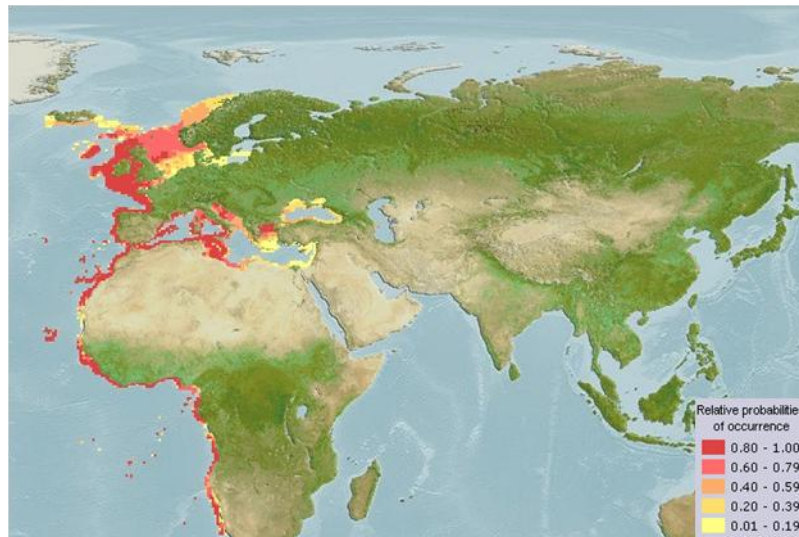 Relative probabilitie
of occurrence
0.80 - 1.00
0.60 - 0.79
0.40 - 0.59
0.20 - 0.39
0.01 - 0.19